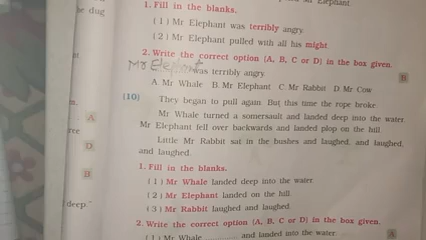 Elephant
be dug
1. Fill in the blanks.
(1) Mr Elephant was terribly angry.
(2) Mr Elephant pulled with all his might
2. Write the correct option (A, B, C or D) in the box given.
Mr Elephant was terribly angry.
B
A. Mr Whale B. Mr Elephant C. Mr Rabbit D. Mr Cow
(10) They began to pull again But this time the rope broke
Mr Whale turned a somersault and landed deep into the water.
A
Mr Elephant fell over backwards and landed plop on the hill.
ree
D
Little Mr Rabbit sat in the bushes and laughed, and laughed,
and laughed.
B
1. Fill in the blanks.
(1) Mr Whale landed deep into the water
(2) Mr Elephant landed on the hill.
deep."
(3) Mr Rabbit laughed and laughed.
2. Write the correct option (A, B, C or D) in the box given.
(1) Mr Whale ........ and landed into the water.
A